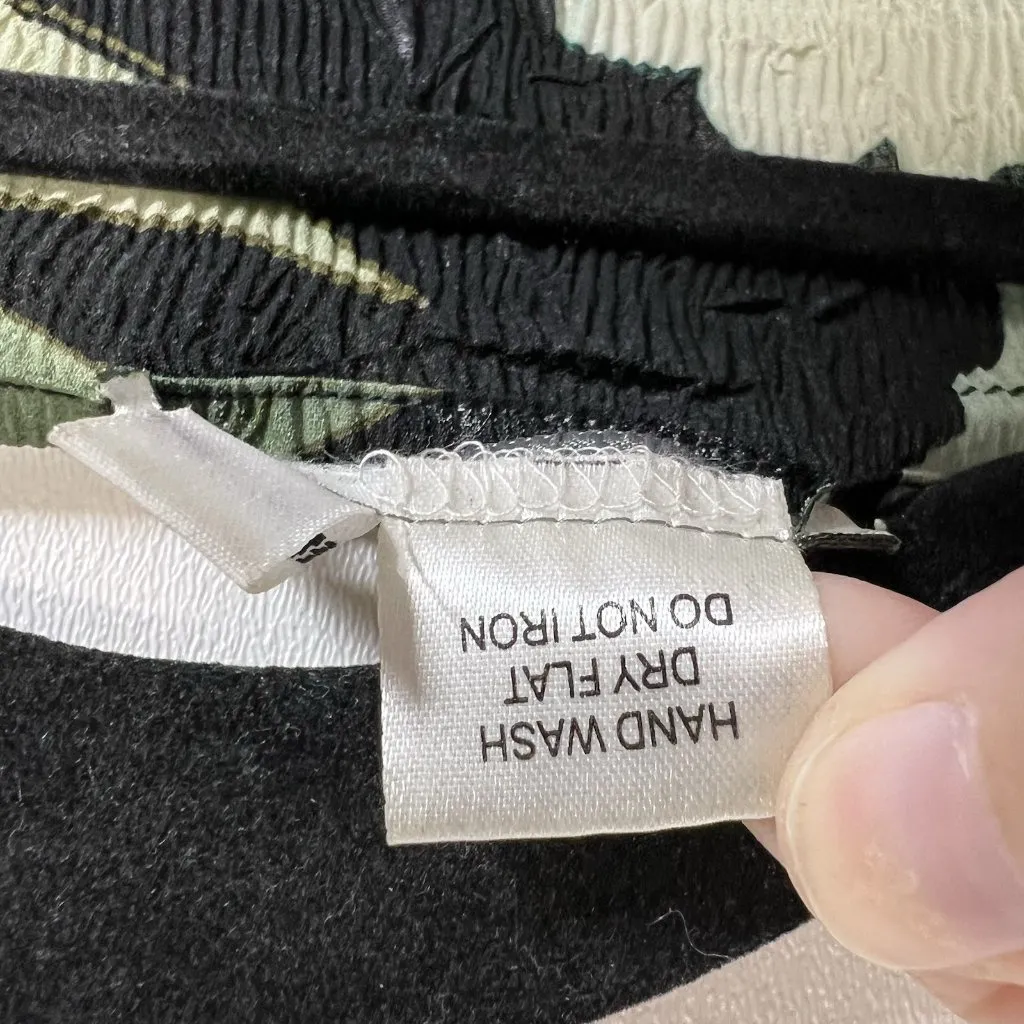 HAND WASH
DRY FLAT
DO NOT IRON